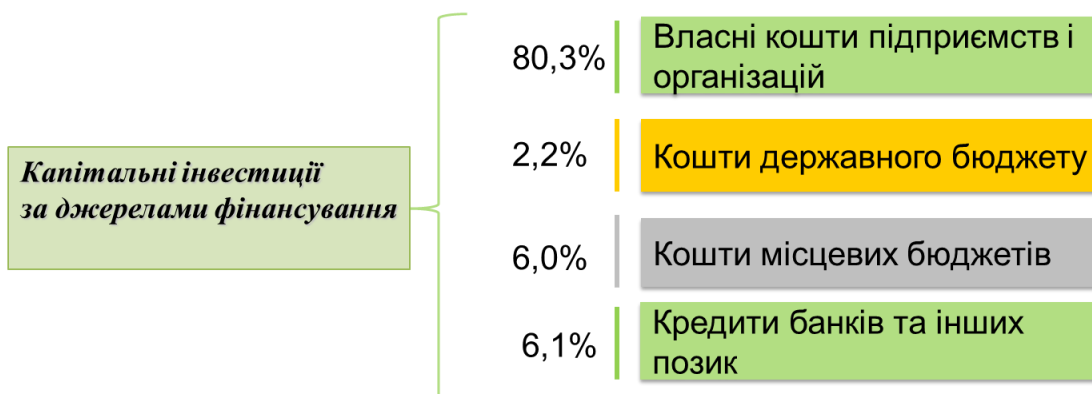 Капітальні інвестиції
за джерелами фінансування
80,3%
Власні кошти підприємств і
організацій
2,2%
Кошти державного бюджету
6,0%
Кошти місцевих бюджетів
6,1%
Кредити банків та інших
позик